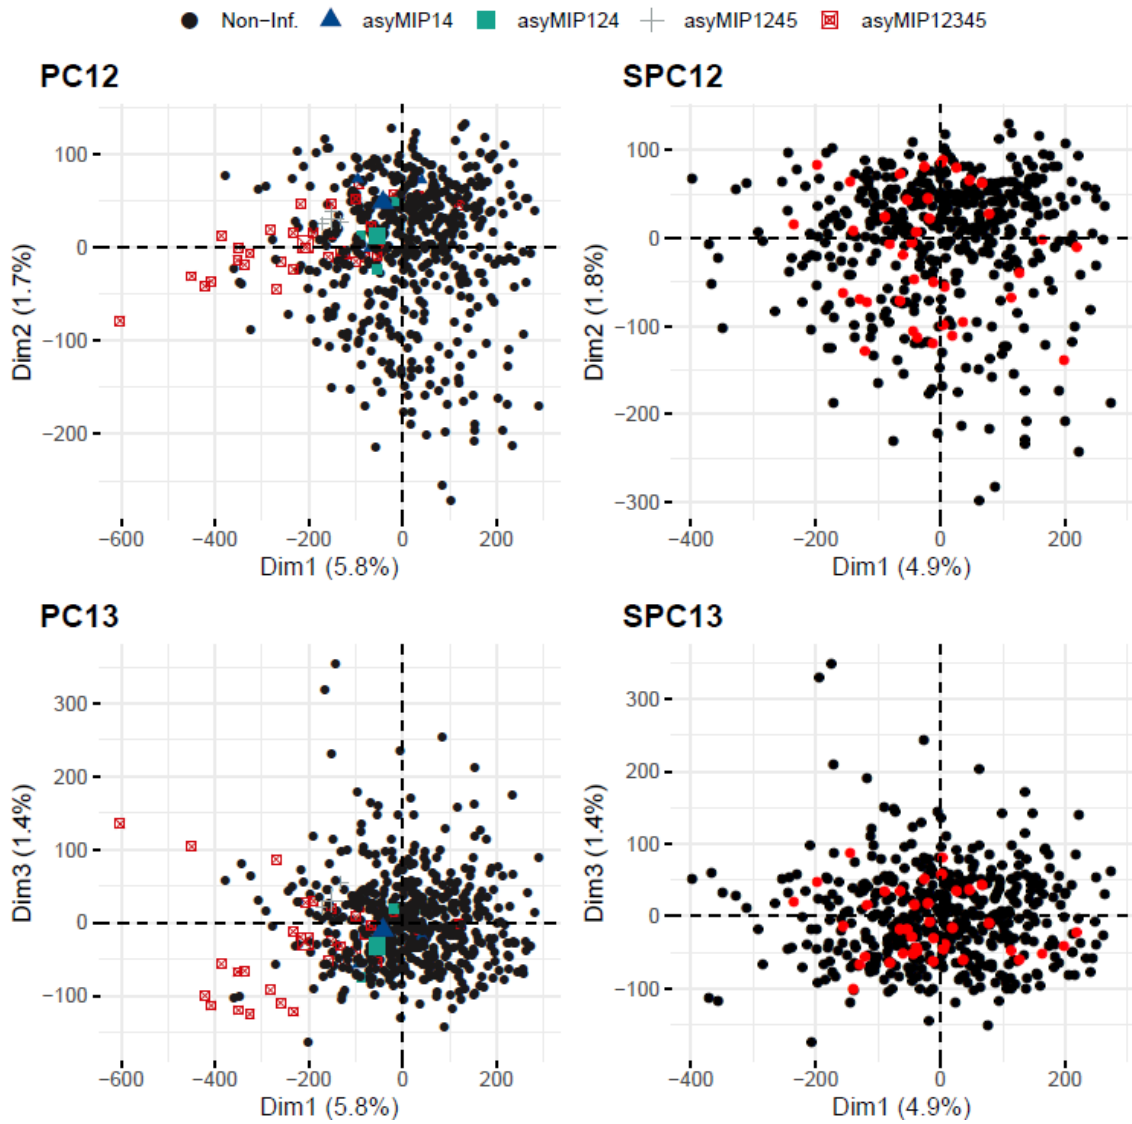 Non−Inf. asyMIP14 asyMIP124 asyMIP1245 asyMIP12345
PC12
Dim2 (1.7%)
100
0
−100
−200
−600 −400 −200 0 200
Dim1 (5.8%)
SPC12
Dim2 (1.8%)
100
0
−100
−200
−300
−400 −200 0 200
Dim1 (4.9%)
PC13
Dim3 (1.4%)
300
200
100
0
−100
−600 −400 −200 0 200
Dim1 (5.8%)
SPC13
Dim3 (1.4%)
300
200
100
0
−100
−400 −200 0 200
Dim1 (4.9%)